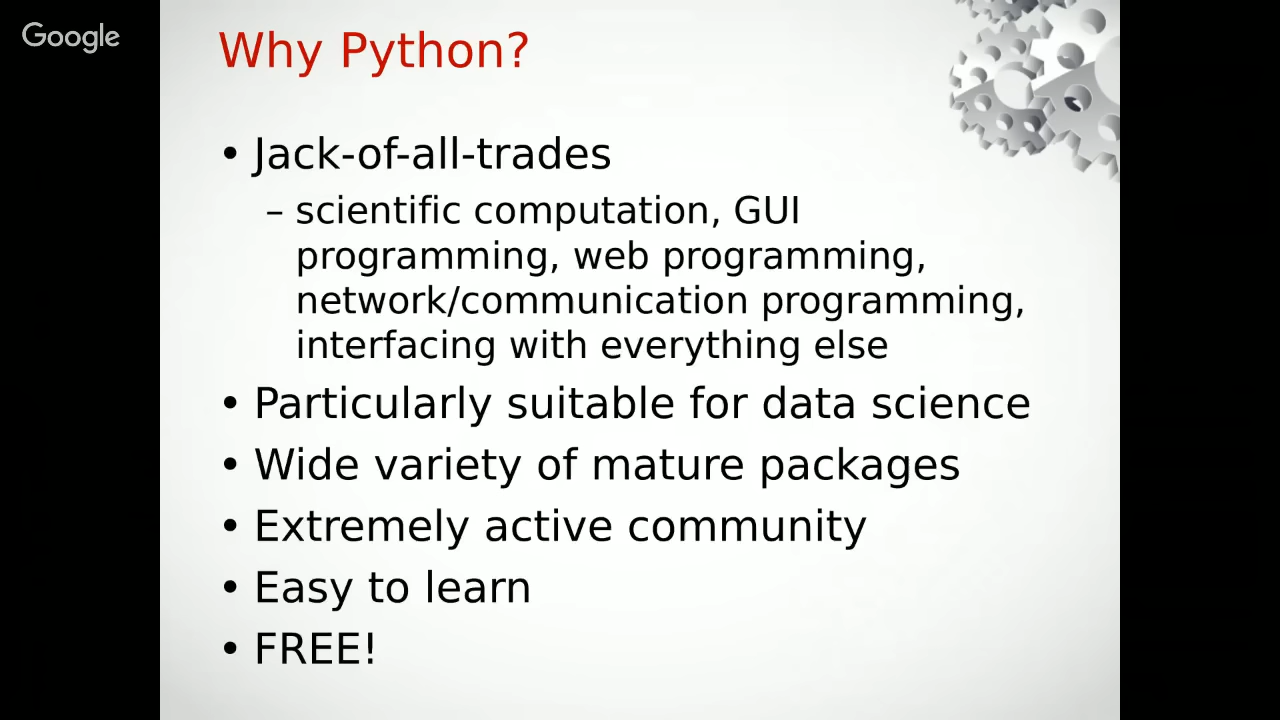 Google
Why Python?
• Jack-of-all-trades
– scientific computation, GUI
programming, web programming,
network/communication programming,
interfacing with everything else
• Particularly suitable for data science
• Wide variety of mature packages
• Extremely active community
• Easy to learn
• FREE!